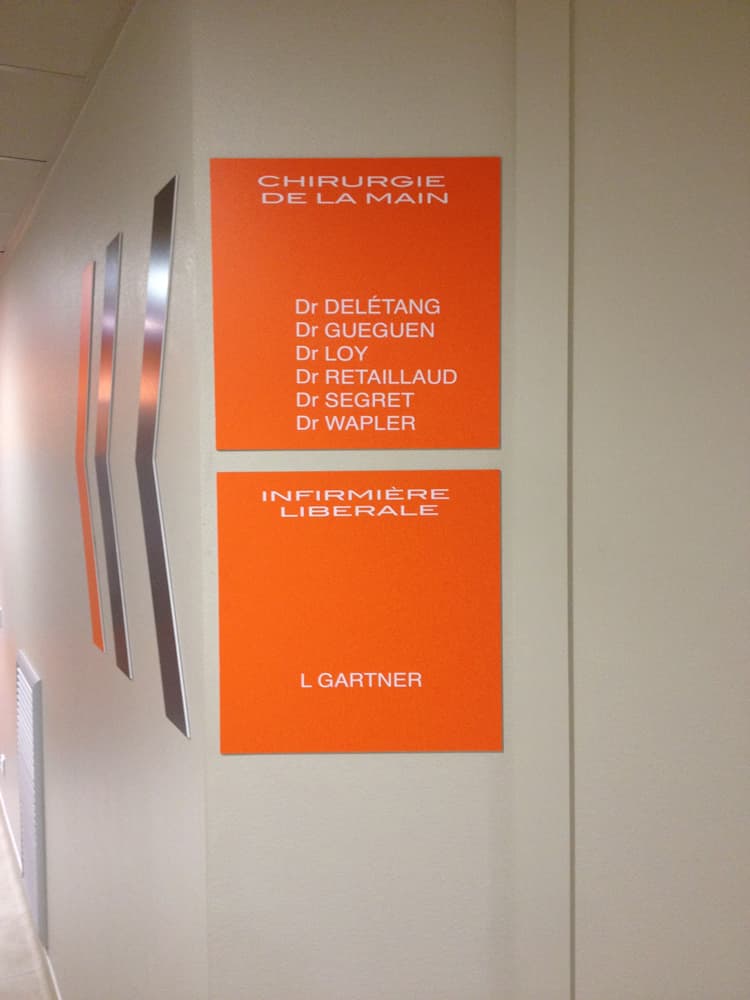 CHIRURGIE
DE LA MAIN
Dr DELÉTANG
Dr GUEGUEN
Dr LOY
Dr RETAILLAUD
Dr SEGRET
Dr WAPLER
INFIRMIÈRE
LIBERALE
L GARTNER